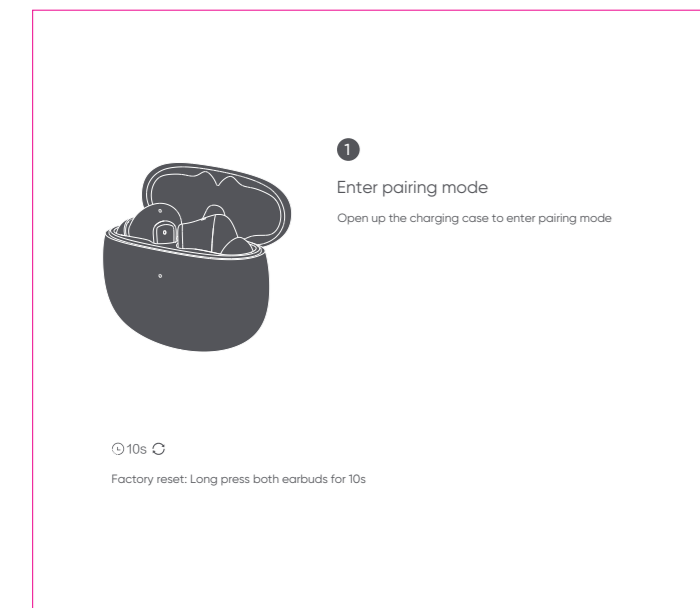 1
Enter pairing mode
Open up the charging case to enter pairing mode
10s
Factory reset: Long press both earbuds for 10s